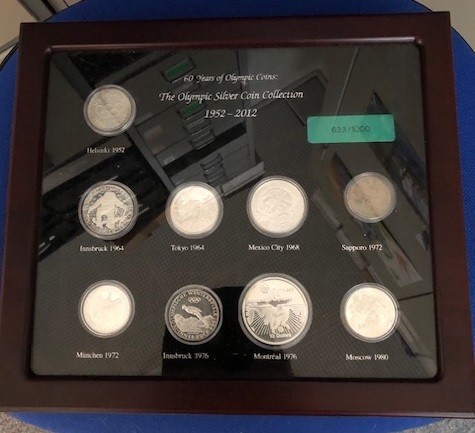 60 Years of Olympic Coins:
The Olympic Silver Coin Collection
1952 – 2012
633/1000
Helsinki 1952
Innsbruck 1964
Tokyo 1964
Mexico City 1968
Sapporo 1972
München 1972
Innsbruck 1976
Montréal 1976
Moscow 1980